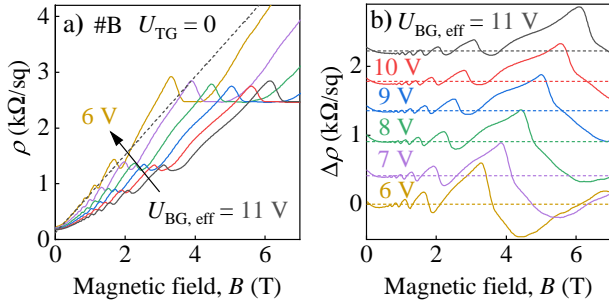 a) #B U_TG = 0
4
3
2
1
0
ρ (kΩ/sq)
6 V
U_BG, eff = 11 V
0 2 4 6
Magnetic field, B (T)
b) U_BG, eff = 11 V
2
1
0
Δρ (kΩ/sq)
10 V
9 V
8 V
7 V
6 V
0 2 4 6
Magnetic field, B (T)